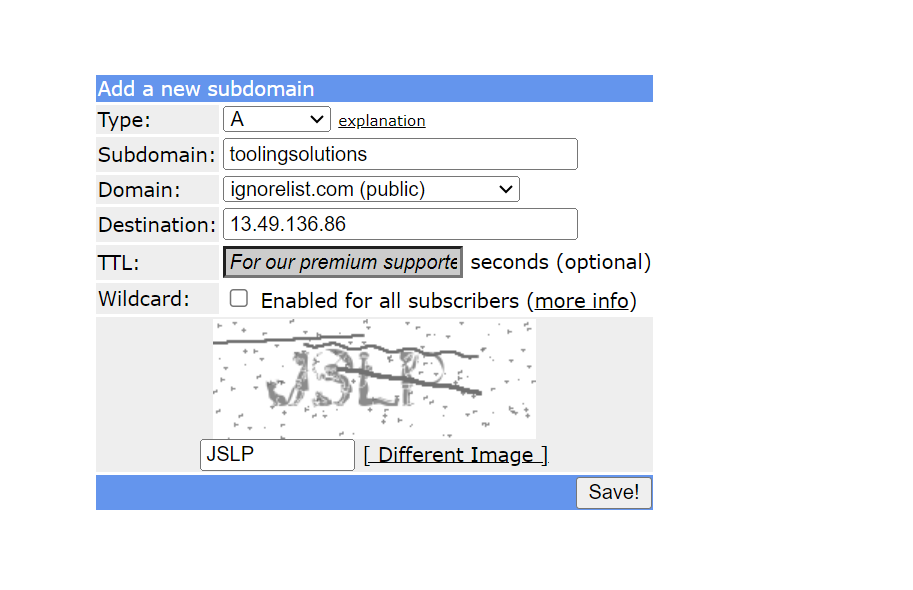 Add a new subdomain
Type: A explanation
Subdomain: toolingsolutions
Domain: ignorelist.com (public)
Destination: 13.49.136.86
TTL: For our premium supporte seconds (optional)
Wildcard: Enabled for all subscribers (more info)
JSLP
JSLP [ Different Image ]
Save!